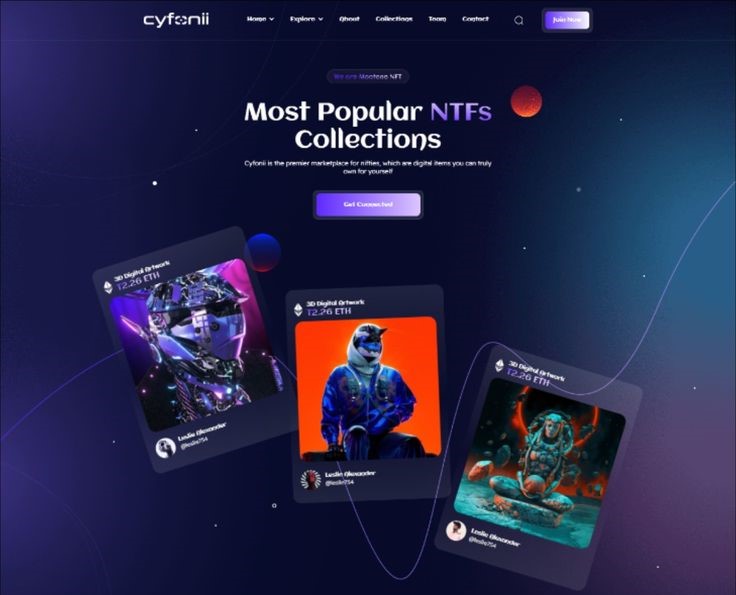 cyfonii
Home Explore About Collections Team Contact Join Now
We are Moofone NFT
Most Popular NTFs
Collections
Cyfonii is the premier marketplace for nifties, which are digital items you can truly
own for yourself
Get Connected
3D Digital Artwork
12.26 ETH
Leslie Alexander
@leslie754
3D Digital Artwork
12.26 ETH
Leslie Alexander
@leslie754
3D Digital Artwork
12.26 ETH
Leslie Alexander
@leslie754